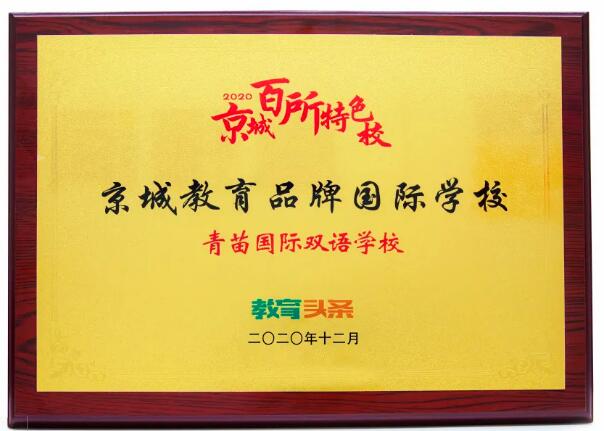 2020
京城百所特色校
京城教育品牌国际学校
青苗国际双语学校
教育头条
二〇二〇年十二月